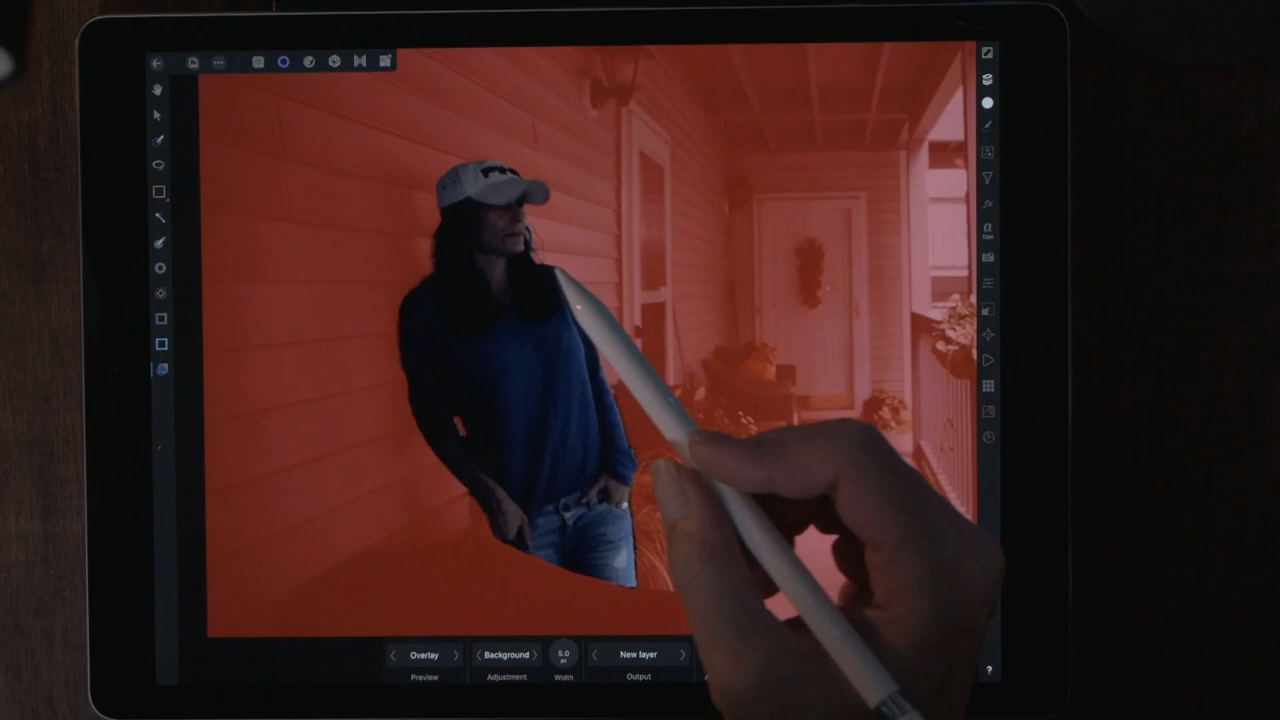 Overlay
Preview
Background
Adjustment
5.0
px
Width
New layer
Output
?